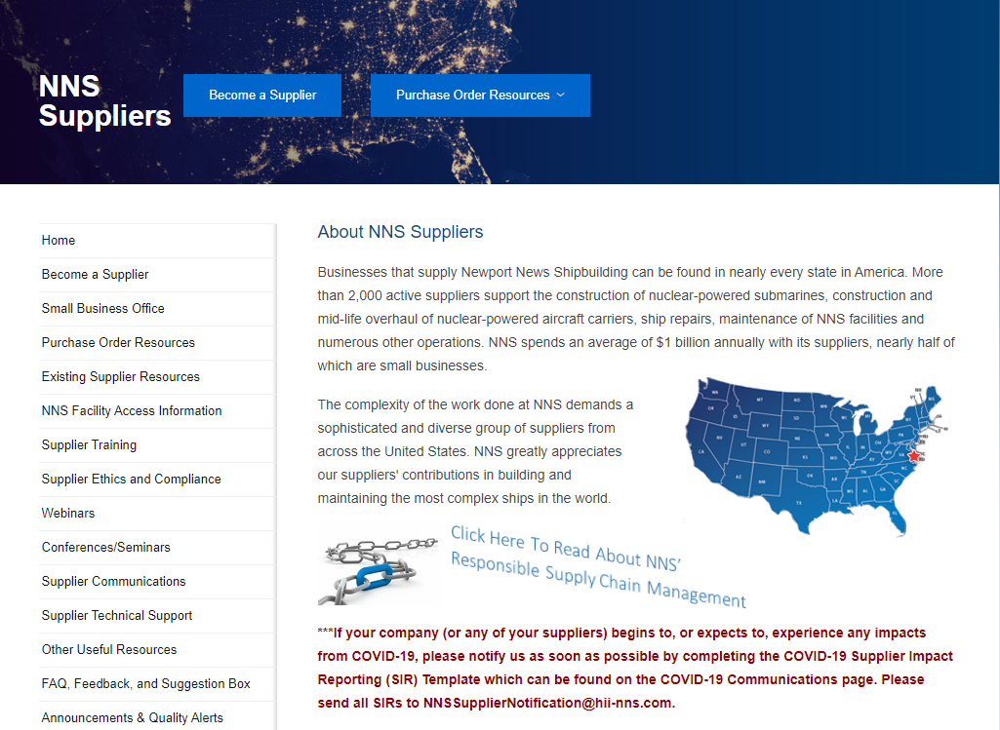 NNS
Suppliers
Become a Supplier
Purchase Order Resources
Home
Become a Supplier
Small Business Office
Purchase Order Resources
Existing Supplier Resources
NNS Facility Access Information
Supplier Training
Supplier Ethics and Compliance
Webinars
Conferences/Seminars
Supplier Communications
Supplier Technical Support
Other Useful Resources
FAQ, Feedback, and Suggestion Box
Announcements & Quality Alerts
About NNS Suppliers
Businesses that supply Newport News Shipbuilding can be found in nearly every state in America. More
than 2,000 active suppliers support the construction of nuclear-powered submarines, construction and
mid-life overhaul of nuclear-powered aircraft carriers, ship repairs, maintenance of NNS facilities and
numerous other operations. NNS spends an average of $1 billion annually with its suppliers, nearly half of
which are small businesses.
The complexity of the work done at NNS demands a
sophisticated and diverse group of suppliers from
across the United States. NNS greatly appreciates
our suppliers' contributions in building and
maintaining the most complex ships in the world.
Click Here To Read About NNS’
Responsible Supply Chain Management
***If your company (or any of your suppliers) begins to, or expects to, experience any impacts
from COVID-19, please notify us as soon as possible by completing the COVID-19 Supplier Impact
Reporting (SIR) Template which can be found on the COVID-19 Communications page. Please
send all SIRs to NNSSupplierNotification@hii-nns.com.